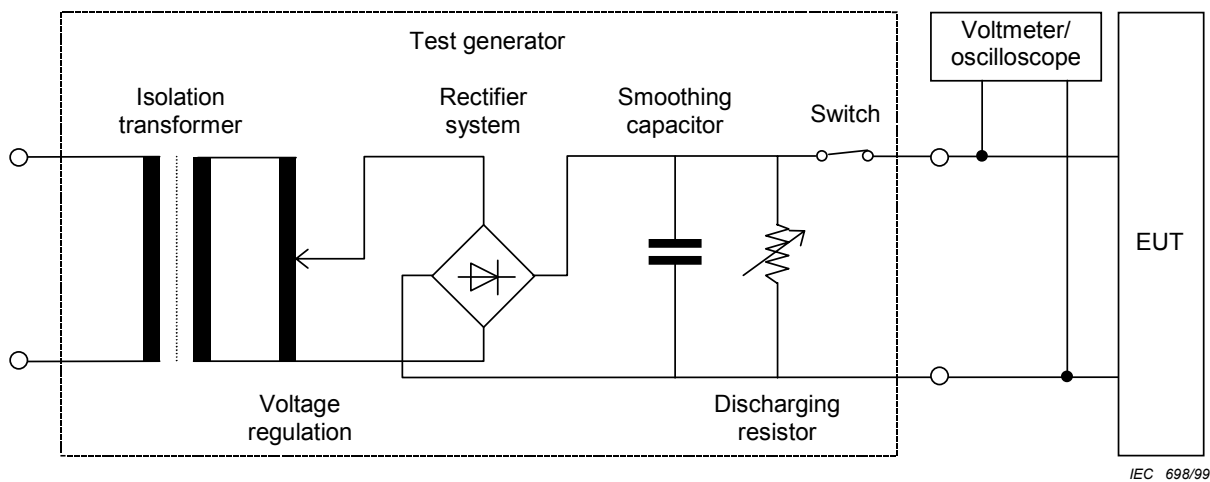 Test generator
Voltmeter/
oscilloscope
Isolation
transformer
Rectifier
system
Smoothing
capacitor
Switch
EUT
Voltage
regulation
Discharging
resistor
IEC 698/99